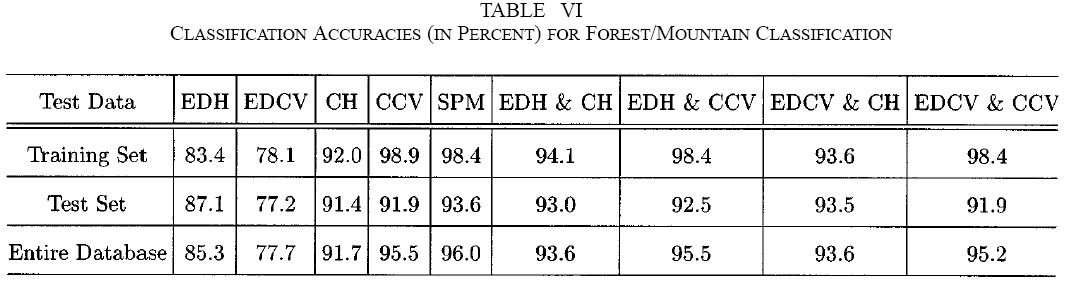 TABLE VI
CLASSIFICATION ACCURACIES (IN PERCENT) FOR FOREST/MOUNTAIN CLASSIFICATION
Test Data EDH EDCV CH CCV SPM EDH & CH EDH & CCV EDCV & CH EDCV & CCV
Training Set 83.4 78.1 92.0 98.9 98.4 94.1 98.4 93.6 98.4
Test Set 87.1 77.2 91.4 91.9 93.6 93.0 92.5 93.5 91.9
Entire Database 85.3 77.7 91.7 95.5 96.0 93.6 95.5 93.6 95.2